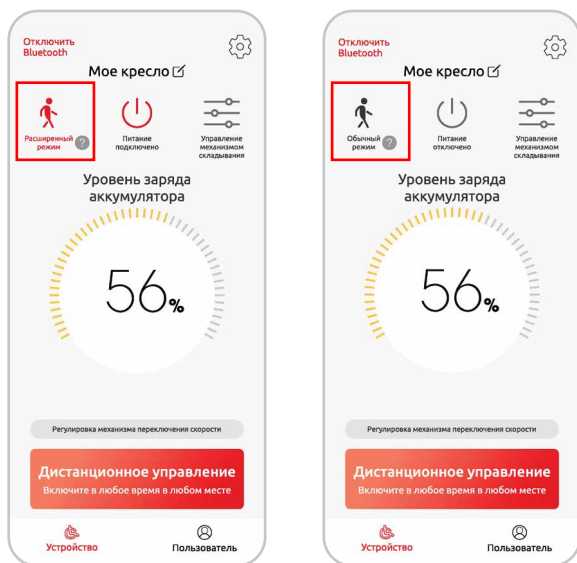 Отключить
Bluetooth
Мое кресло
Расширенный
режим ?
Питание
подключено
Управление
механизмом
складывания
Уровень заряда
аккумулятора
56%
Регулировка механизма переключения скорости
Дистанционное управление
Включите в любое время в любом месте
Устройство
Пользователь
Отключить
Bluetooth
Мое кресло
Обычный
режим ?
Питание
отключено
Управление
механизмом
складывания
Уровень заряда
аккумулятора
56%
Регулировка механизма переключения скорости
Дистанционное управление
Включите в любое время в любом месте
Устройство
Пользователь